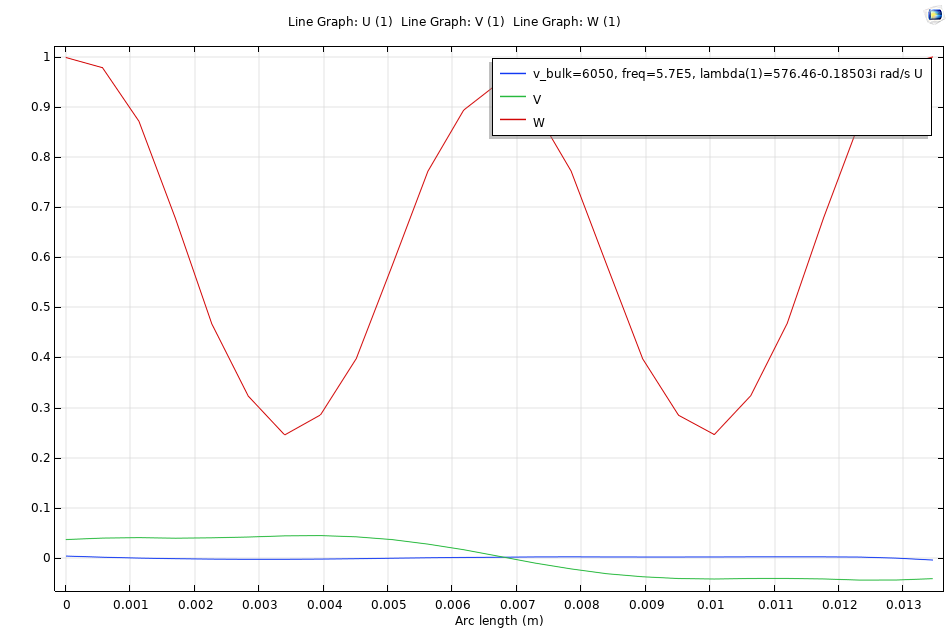 Line Graph: U (1)  Line Graph: V (1)  Line Graph: W (1)
v_bulk=6050, freq=5.7E5, lambda(1)=576.46-0.18503i rad/s U
V
W
1
0.9
0.8
0.7
0.6
0.5
0.4
0.3
0.2
0.1
0
0 0.001 0.002 0.003 0.004 0.005 0.006 0.007 0.008 0.009 0.01 0.011 0.012 0.013
Arc length (m)